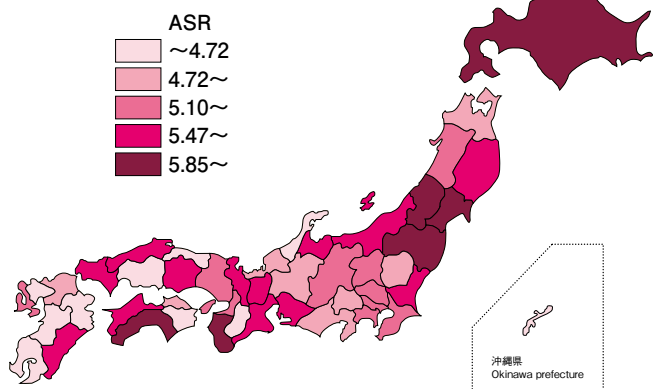 ASR
～4.72
4.72～
5.10～
5.47～
5.85～
沖縄県
Okinawa prefecture